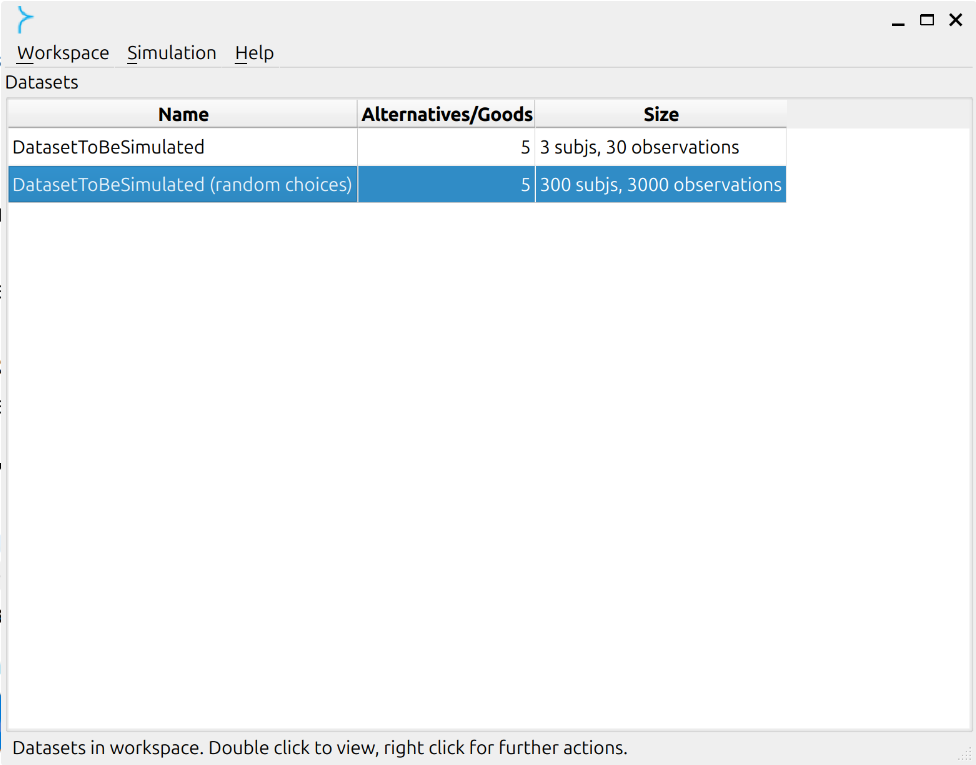 Workspace Simulation Help
Datasets
Name Alternatives/Goods Size
DatasetToBeSimulated 5 3 subjs, 30 observations
DatasetToBeSimulated (random choices) 5 300 subjs, 3000 observations
Datasets in workspace. Double click to view, right click for further actions.